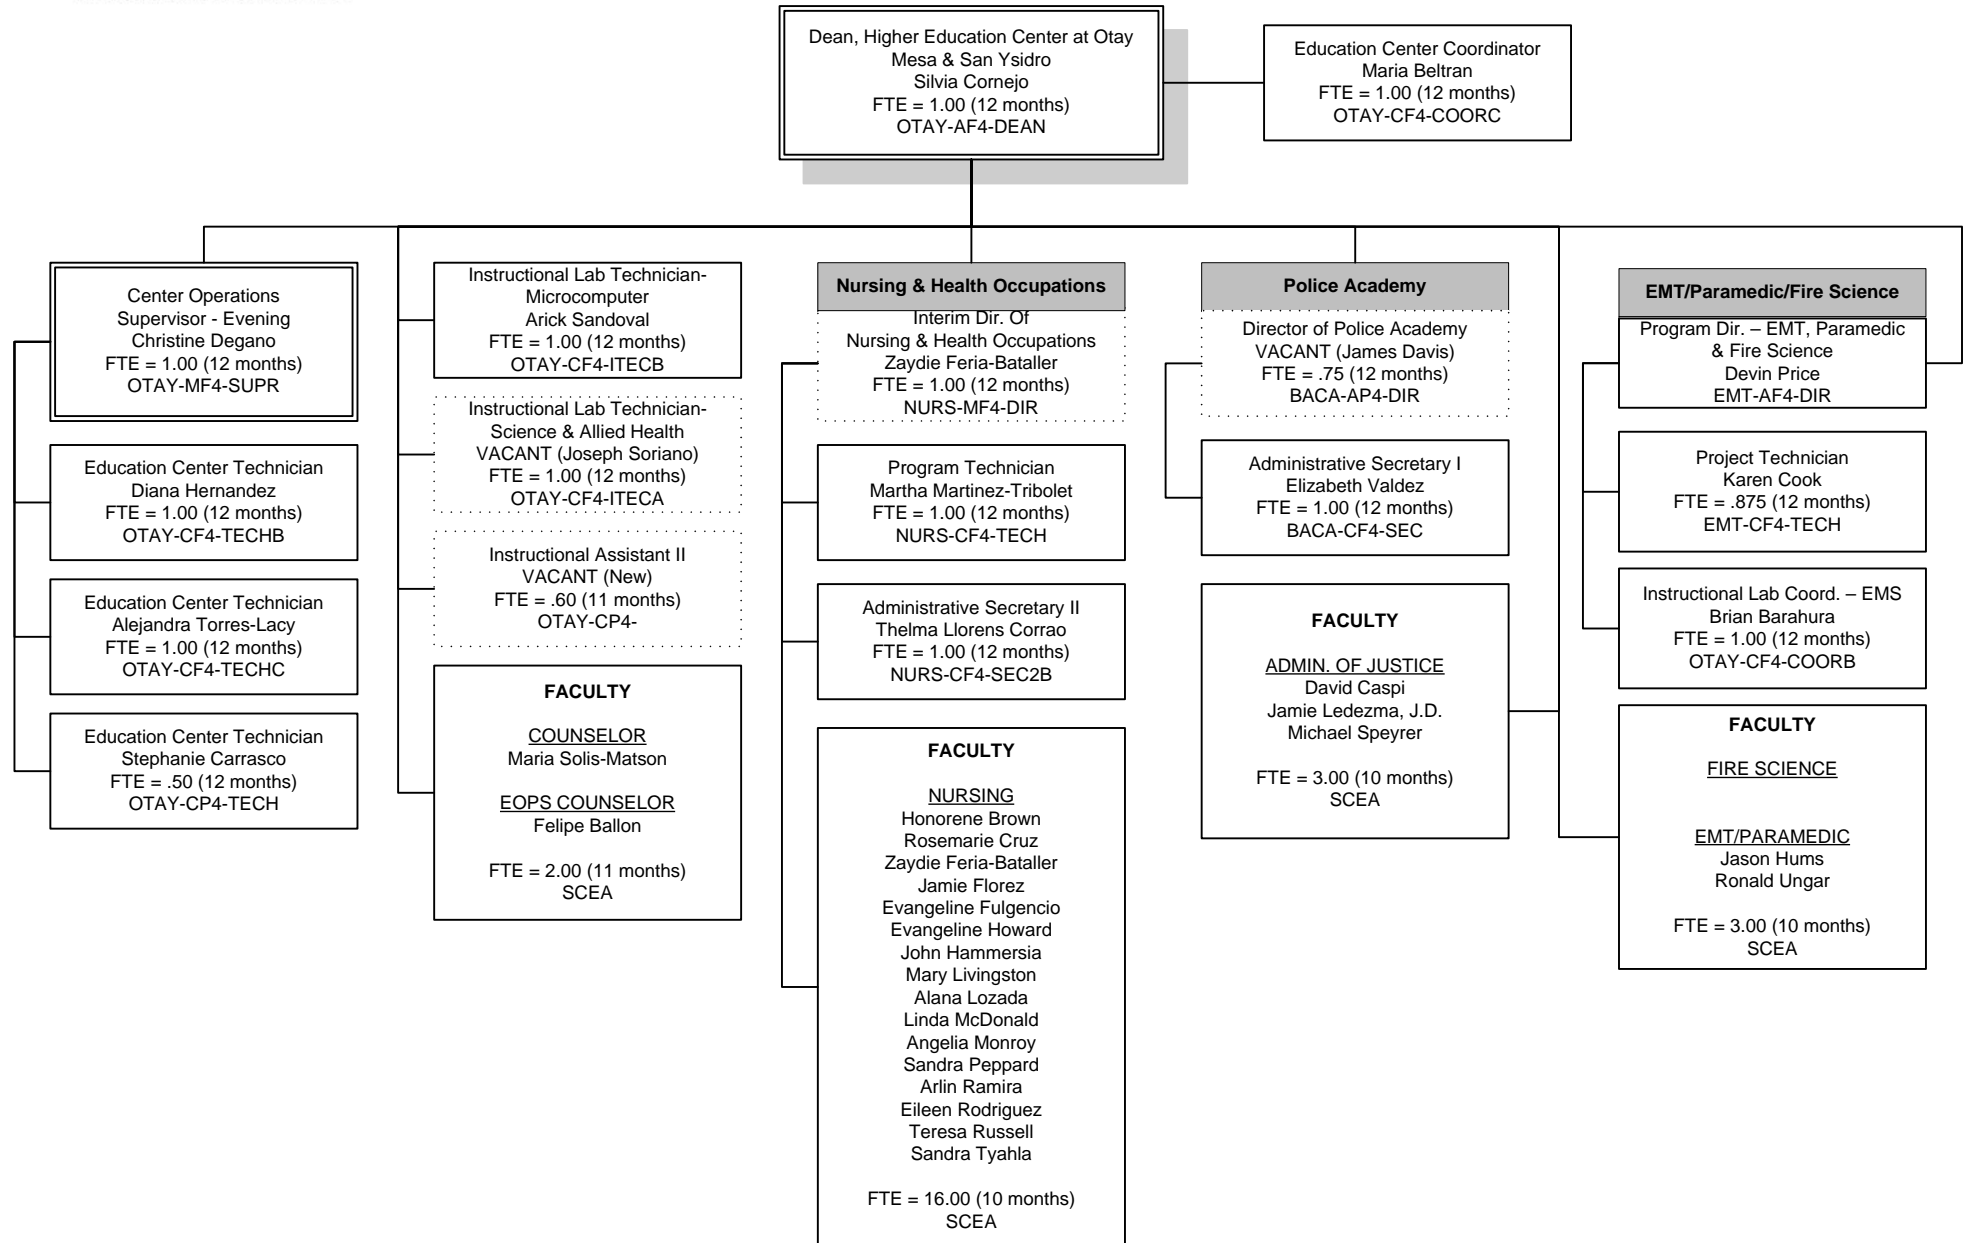 Dean, Higher Education Center at Otay
Mesa & San Ysidro
Silvia Cornejo
FTE = 1.00 (12 months)
OTAY-AF4-DEAN
Education Center Coordinator
Maria Beltran
FTE = 1.00 (12 months)
OTAY-CF4-COORC
Center Operations
Supervisor - Evening
Christine Degano
FTE = 1.00 (12 months)
OTAY-MF4-SUPR
Education Center Technician
Diana Hernandez
FTE = 1.00 (12 months)
OTAY-CF4-TECHB
Education Center Technician
Alejandra Torres-Lacy
FTE = 1.00 (12 months)
OTAY-CF4-TECHC
Education Center Technician
Stephanie Carrasco
FTE = .50 (12 months)
OTAY-CP4-TECH
Instructional Lab Technician-
Microcomputer
Arick Sandoval
FTE = 1.00 (12 months)
OTAY-CF4-ITECB
Instructional Lab Technician-
Science & Allied Health
VACANT (Joseph Soriano)
FTE = 1.00 (12 months)
OTAY-CF4-ITECA
Instructional Assistant II
VACANT (New)
FTE = .60 (11 months)
OTAY-CP4-
FACULTY
COUNSELOR
Maria Solis-Matson
EOPS COUNSELOR
Felipe Ballon
FTE = 2.00 (11 months)
SCEA
Nursing & Health Occupations
Interim Dir. Of
Nursing & Health Occupations
Zaydie Feria-Bataller
FTE = 1.00 (12 months)
NURS-MF4-DIR
Program Technician
Martha Martinez-Tribolet
FTE = 1.00 (12 months)
NURS-CF4-TECH
Administrative Secretary II
Thelma Llorens Corrao
FTE = 1.00 (12 months)
NURS-CF4-SEC2B
FACULTY
NURSING
Honorene Brown
Rosemarie Cruz
Zaydie Feria-Bataller
Jamie Florez
Evangeline Fulgencio
Evangeline Howard
John Hammersia
Mary Livingston
Alana Lozada
Linda McDonald
Angelia Monroy
Sandra Peppard
Arlin Ramira
Eileen Rodriguez
Teresa Russell
Sandra Tyahla
FTE = 16.00 (10 months)
SCEA
Police Academy
Director of Police Academy
VACANT (James Davis)
FTE = .75 (12 months)
BACA-AP4-DIR
Administrative Secretary I
Elizabeth Valdez
FTE = 1.00 (12 months)
BACA-CF4-SEC
FACULTY
ADMIN. OF JUSTICE
David Caspi
Jamie Ledezma, J.D.
Michael Speyrer
FTE = 3.00 (10 months)
SCEA
EMT/Paramedic/Fire Science
Program Dir. – EMT, Paramedic
& Fire Science
Devin Price
EMT-AF4-DIR
Project Technician
Karen Cook
FTE = .875 (12 months)
EMT-CF4-TECH
Instructional Lab Coord. – EMS
Brian Barahura
FTE = 1.00 (12 months)
OTAY-CF4-COORB
FACULTY
FIRE SCIENCE
EMT/PARAMEDIC
Jason Hums
Ronald Ungar
FTE = 3.00 (10 months)
SCEA